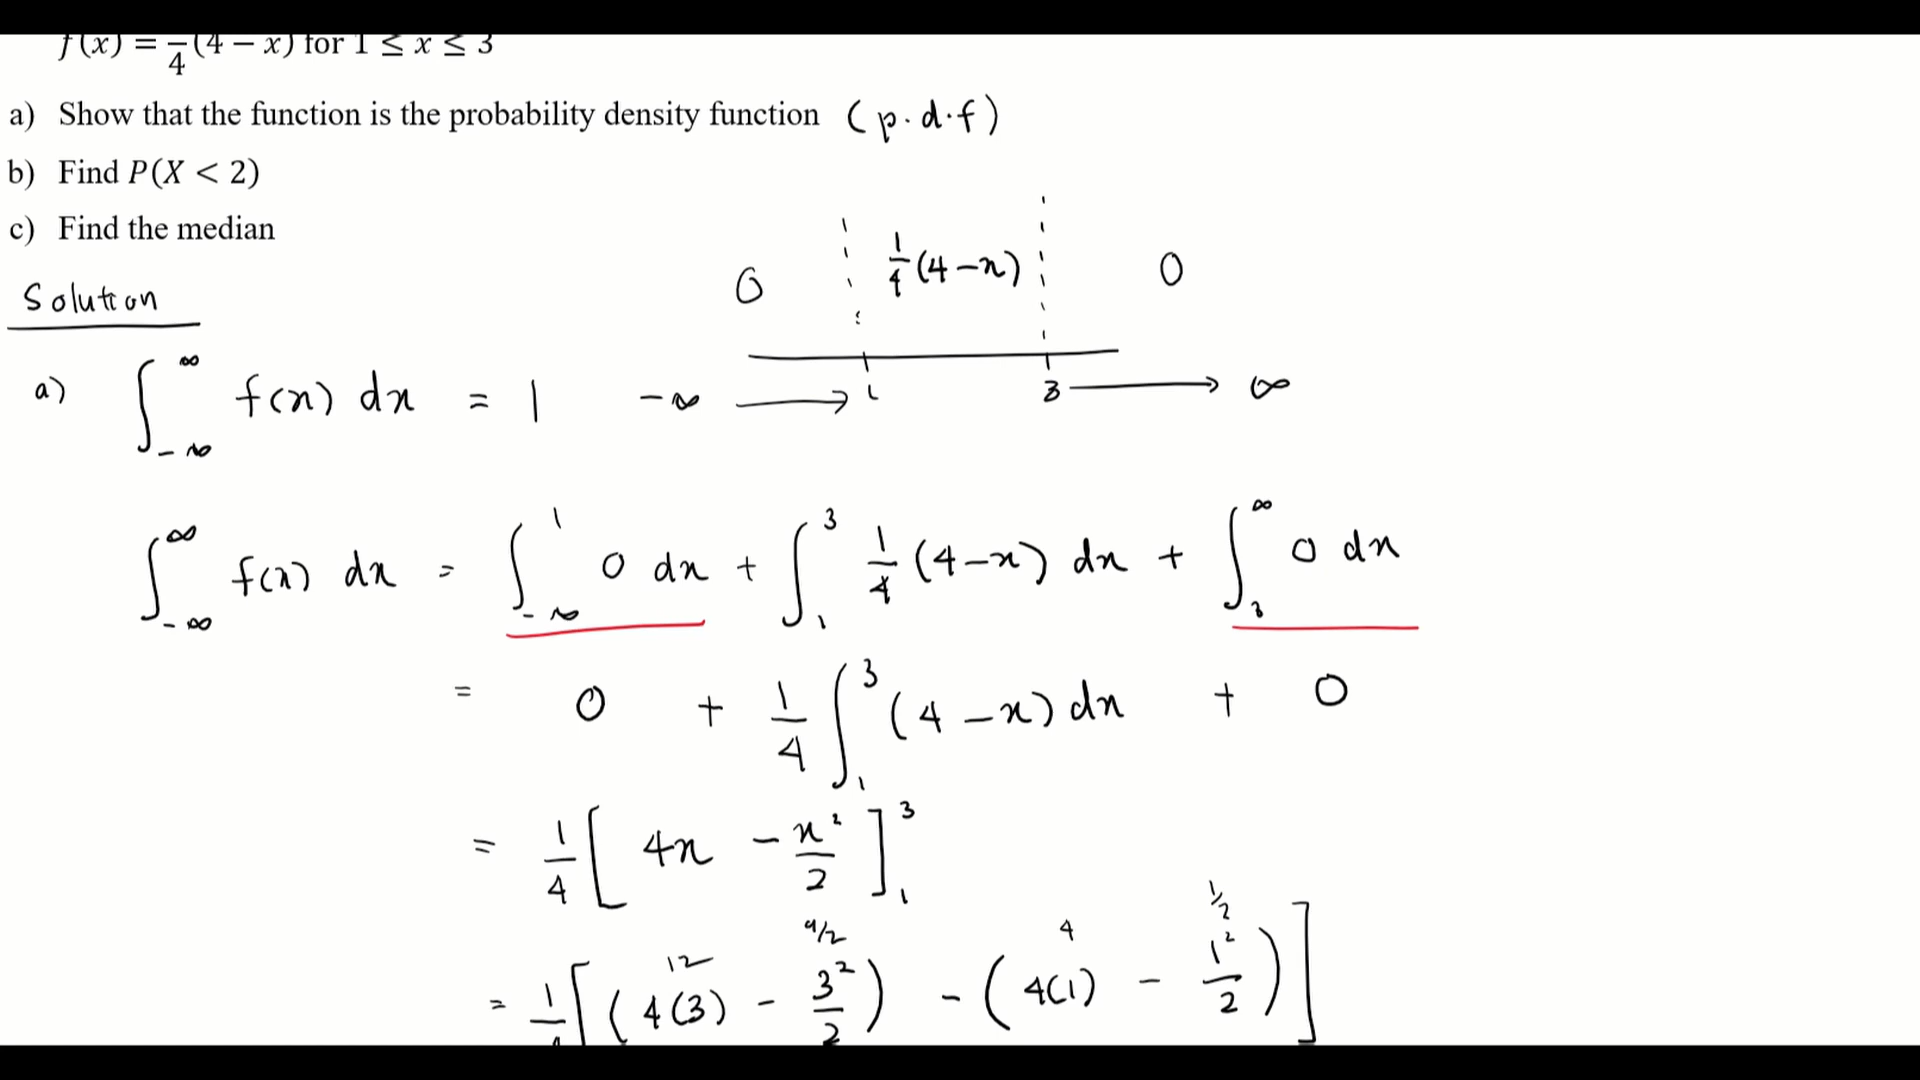 f(x) = 1/4 (4 − x) for 1 ≤ x ≤ 3
a) Show that the function is the probability density function (p.d.f)
b) Find P(X < 2)
c) Find the median
0 1/4 (4−x) 0
Solution
a) ∫_{-∞}^{∞} f(x) dx = 1
-∞ → 1 3 → ∞
∫_{-∞}^{∞} f(x) dx = ∫_{-∞}^{1} 0 dx + ∫_{1}^{3} 1/4 (4−x) dx + ∫_{3}^{∞} 0 dx
= 0 + 1/4 ∫_{1}^{3} (4 − x) dx + 0
= 1/4 [ 4x − x²/2 ]_{1}^{3}
12 9/2 4 1/2
= 1/4 [ ( 4(3) − 3²/2 ) − ( 4(1) − 1²/2 ) ]